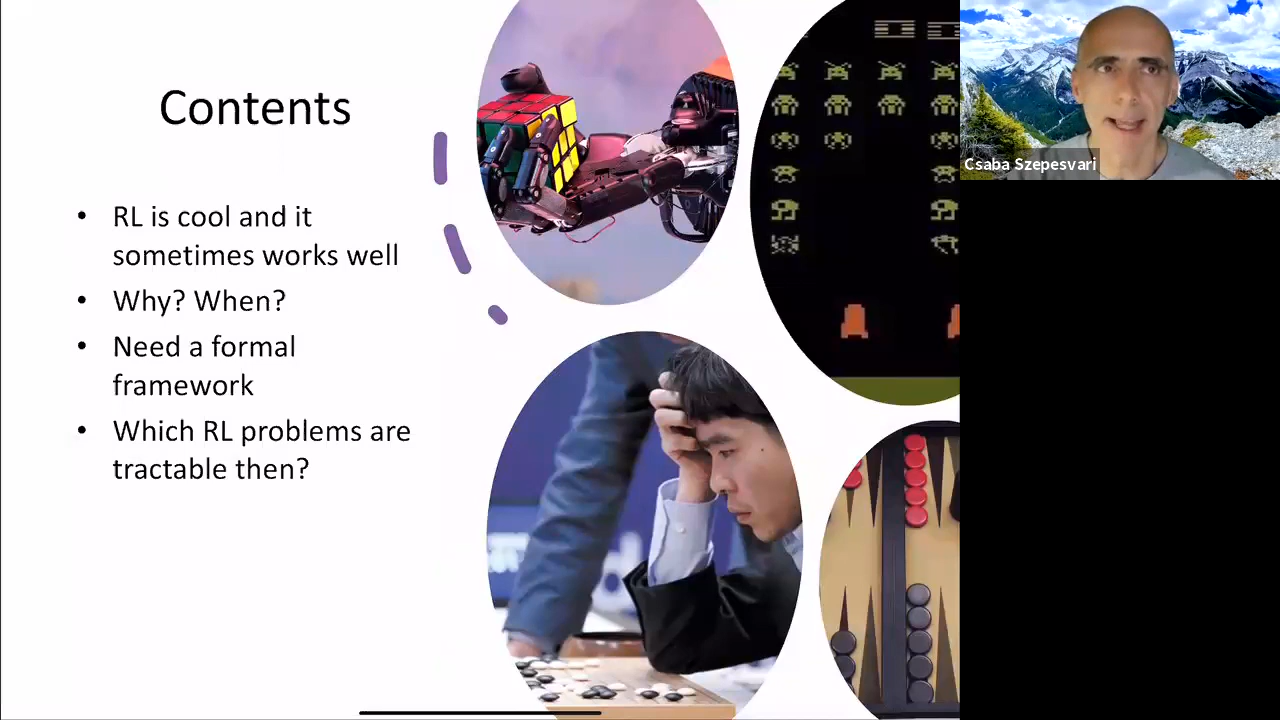 Contents
• RL is cool and it
sometimes works well
• Why? When?
• Need a formal
framework
• Which RL problems are
tractable then?
Csaba Szepesvari